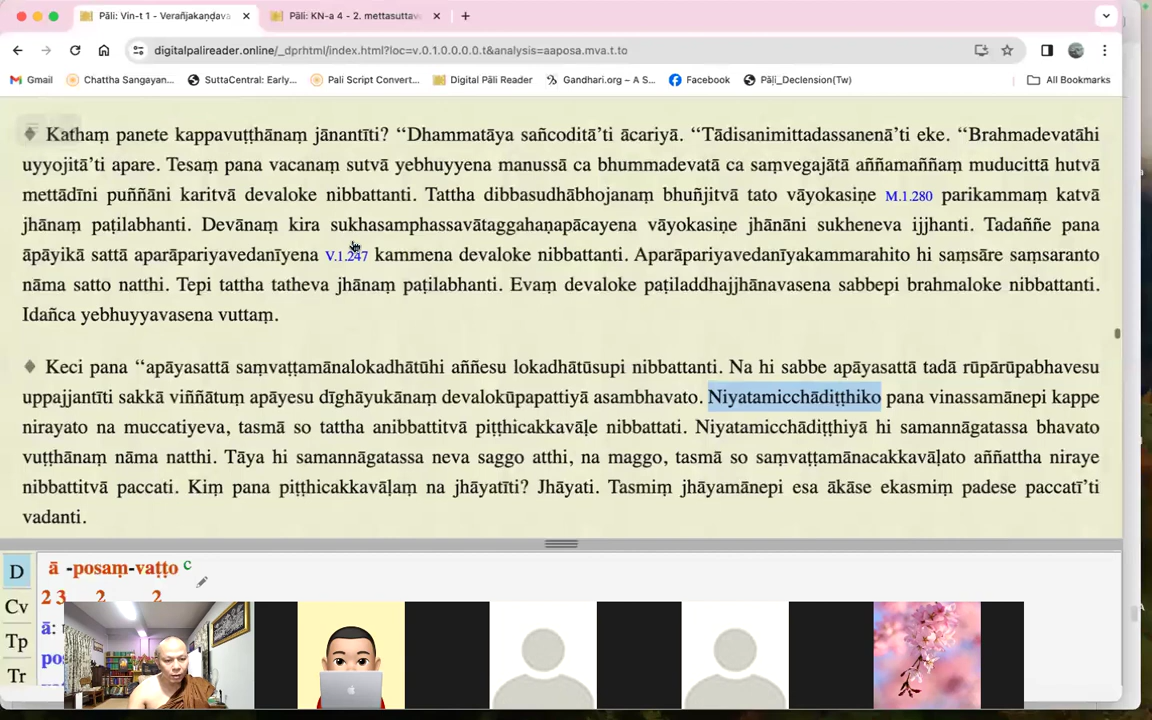 Pāli: Vin-t 1 - Verañjakaṇḍava
Pāli: KN-a 4 - 2. mettasuttav
digitalpalireader.online/_dprhtml/index.html?loc=v.0.1.0.0.0.0.t&analysis=aaposa.mva.t.to
Gmail
Chattha Sangayan...
SuttaCentral: Early...
Pali Script Convert...
Digital Pāli Reader
Gandhari.org – A S...
Facebook
Pāḷi_Declension(Tw)
All Bookmarks
Kathaṃ panete kappavuṭṭhānaṃ jānantīti? ‘‘Dhammatāya sañcoditā’ti ācariyā. ‘‘Tādisanimittadassanenā’ti eke. ‘‘Brahmadevatāhi
uyyojitā’ti apare. Tesaṃ pana vacanaṃ sutvā yebhuyyena manussā ca bhummadevatā ca saṃvegajātā aññamaññaṃ muducittā hutvā
mettādīni puññāni karitvā devaloke nibbattanti. Tattha dibbasudhābhojanaṃ bhuñjitvā tato vāyokasiṇe M.1.280 parikammaṃ katvā
jhānaṃ paṭilabhanti. Devānaṃ kira sukhasamphassavātaggahaṇapācayena vāyokasiṇe jhānāni sukheneva ijjhanti. Tadaññe pana
āpāyikā sattā aparāpariyavedanīyena V.1.247 kammena devaloke nibbattanti. Aparāpariyavedanīyakammarahito hi saṃsāre saṃsaranto
nāma satto natthi. Tepi tattha tatheva jhānaṃ paṭilabhanti. Evaṃ devaloke paṭiladdhajjhānavasena sabbepi brahmaloke nibbattanti.
Idañca yebhuyyavasena vuttaṃ.
Keci pana ‘‘apāyasattā saṃvaṭṭamānalokadhātūhi aññesu lokadhātūsupi nibbattanti. Na hi sabbe apāyasattā tadā rūpārūpabhavesu
uppajjantīti sakkā viññātuṃ apāyesu dīghāyukānaṃ devalokūpapattiyā asambhavato. Niyatamicchādiṭṭhiko pana vinassamānepi kappe
nirayato na muccatiyeva, tasmā so tattha anibbattitvā piṭṭhicakkavāḷe nibbattati. Niyatamicchādiṭṭhiyā hi samannāgatassa bhavato
vuṭṭhānaṃ nāma natthi. Tāya hi samannāgatassa neva saggo atthi, na maggo, tasmā so saṃvaṭṭamānacakkavāḷato aññattha niraye
nibbattitvā paccati. Kiṃ pana piṭṭhicakkavāḷaṃ na jhāyatīti? Jhāyati. Tasmiṃ jhāyamānepi esa ākāse ekasmiṃ padese paccatī’ti
vadanti.
D
ā -posaṃ-vaṭṭo c
Cv
2 3 2 2
ā:
Tp
pos
Tr